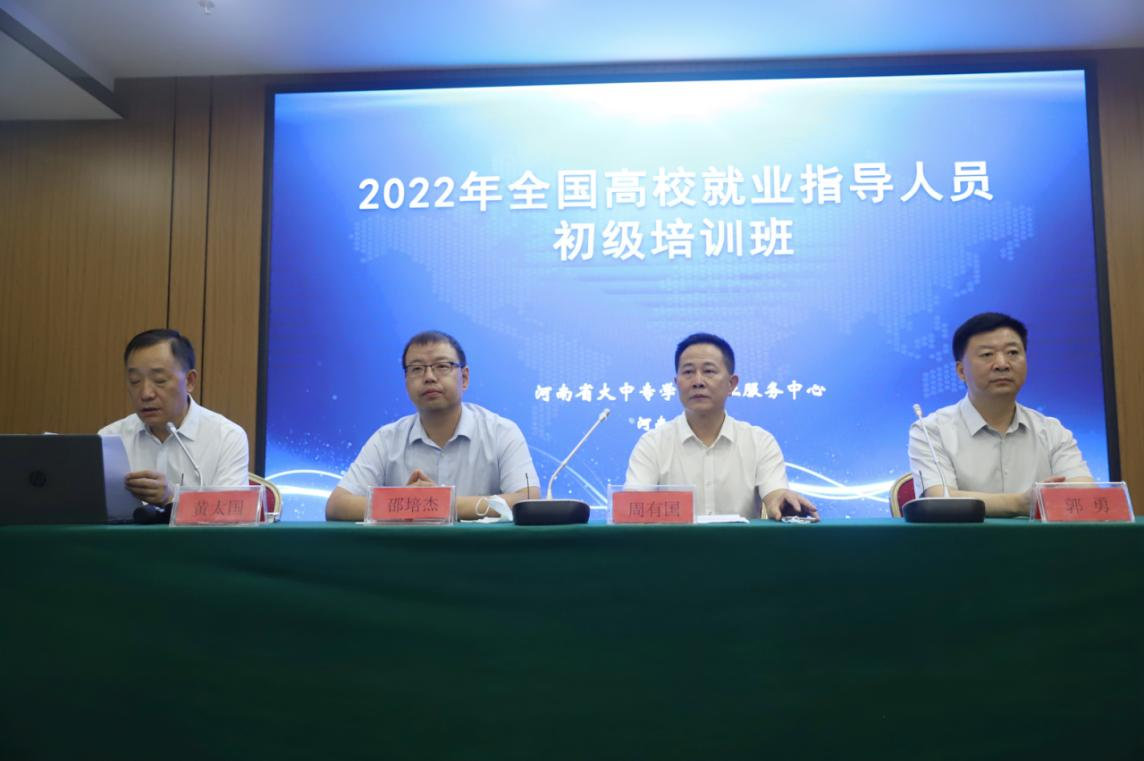 2022年全国高校就业指导人员
初级培训班
河南省大中专学
服务中心
河南
黄太国
邵培杰
周有国
郭 勇